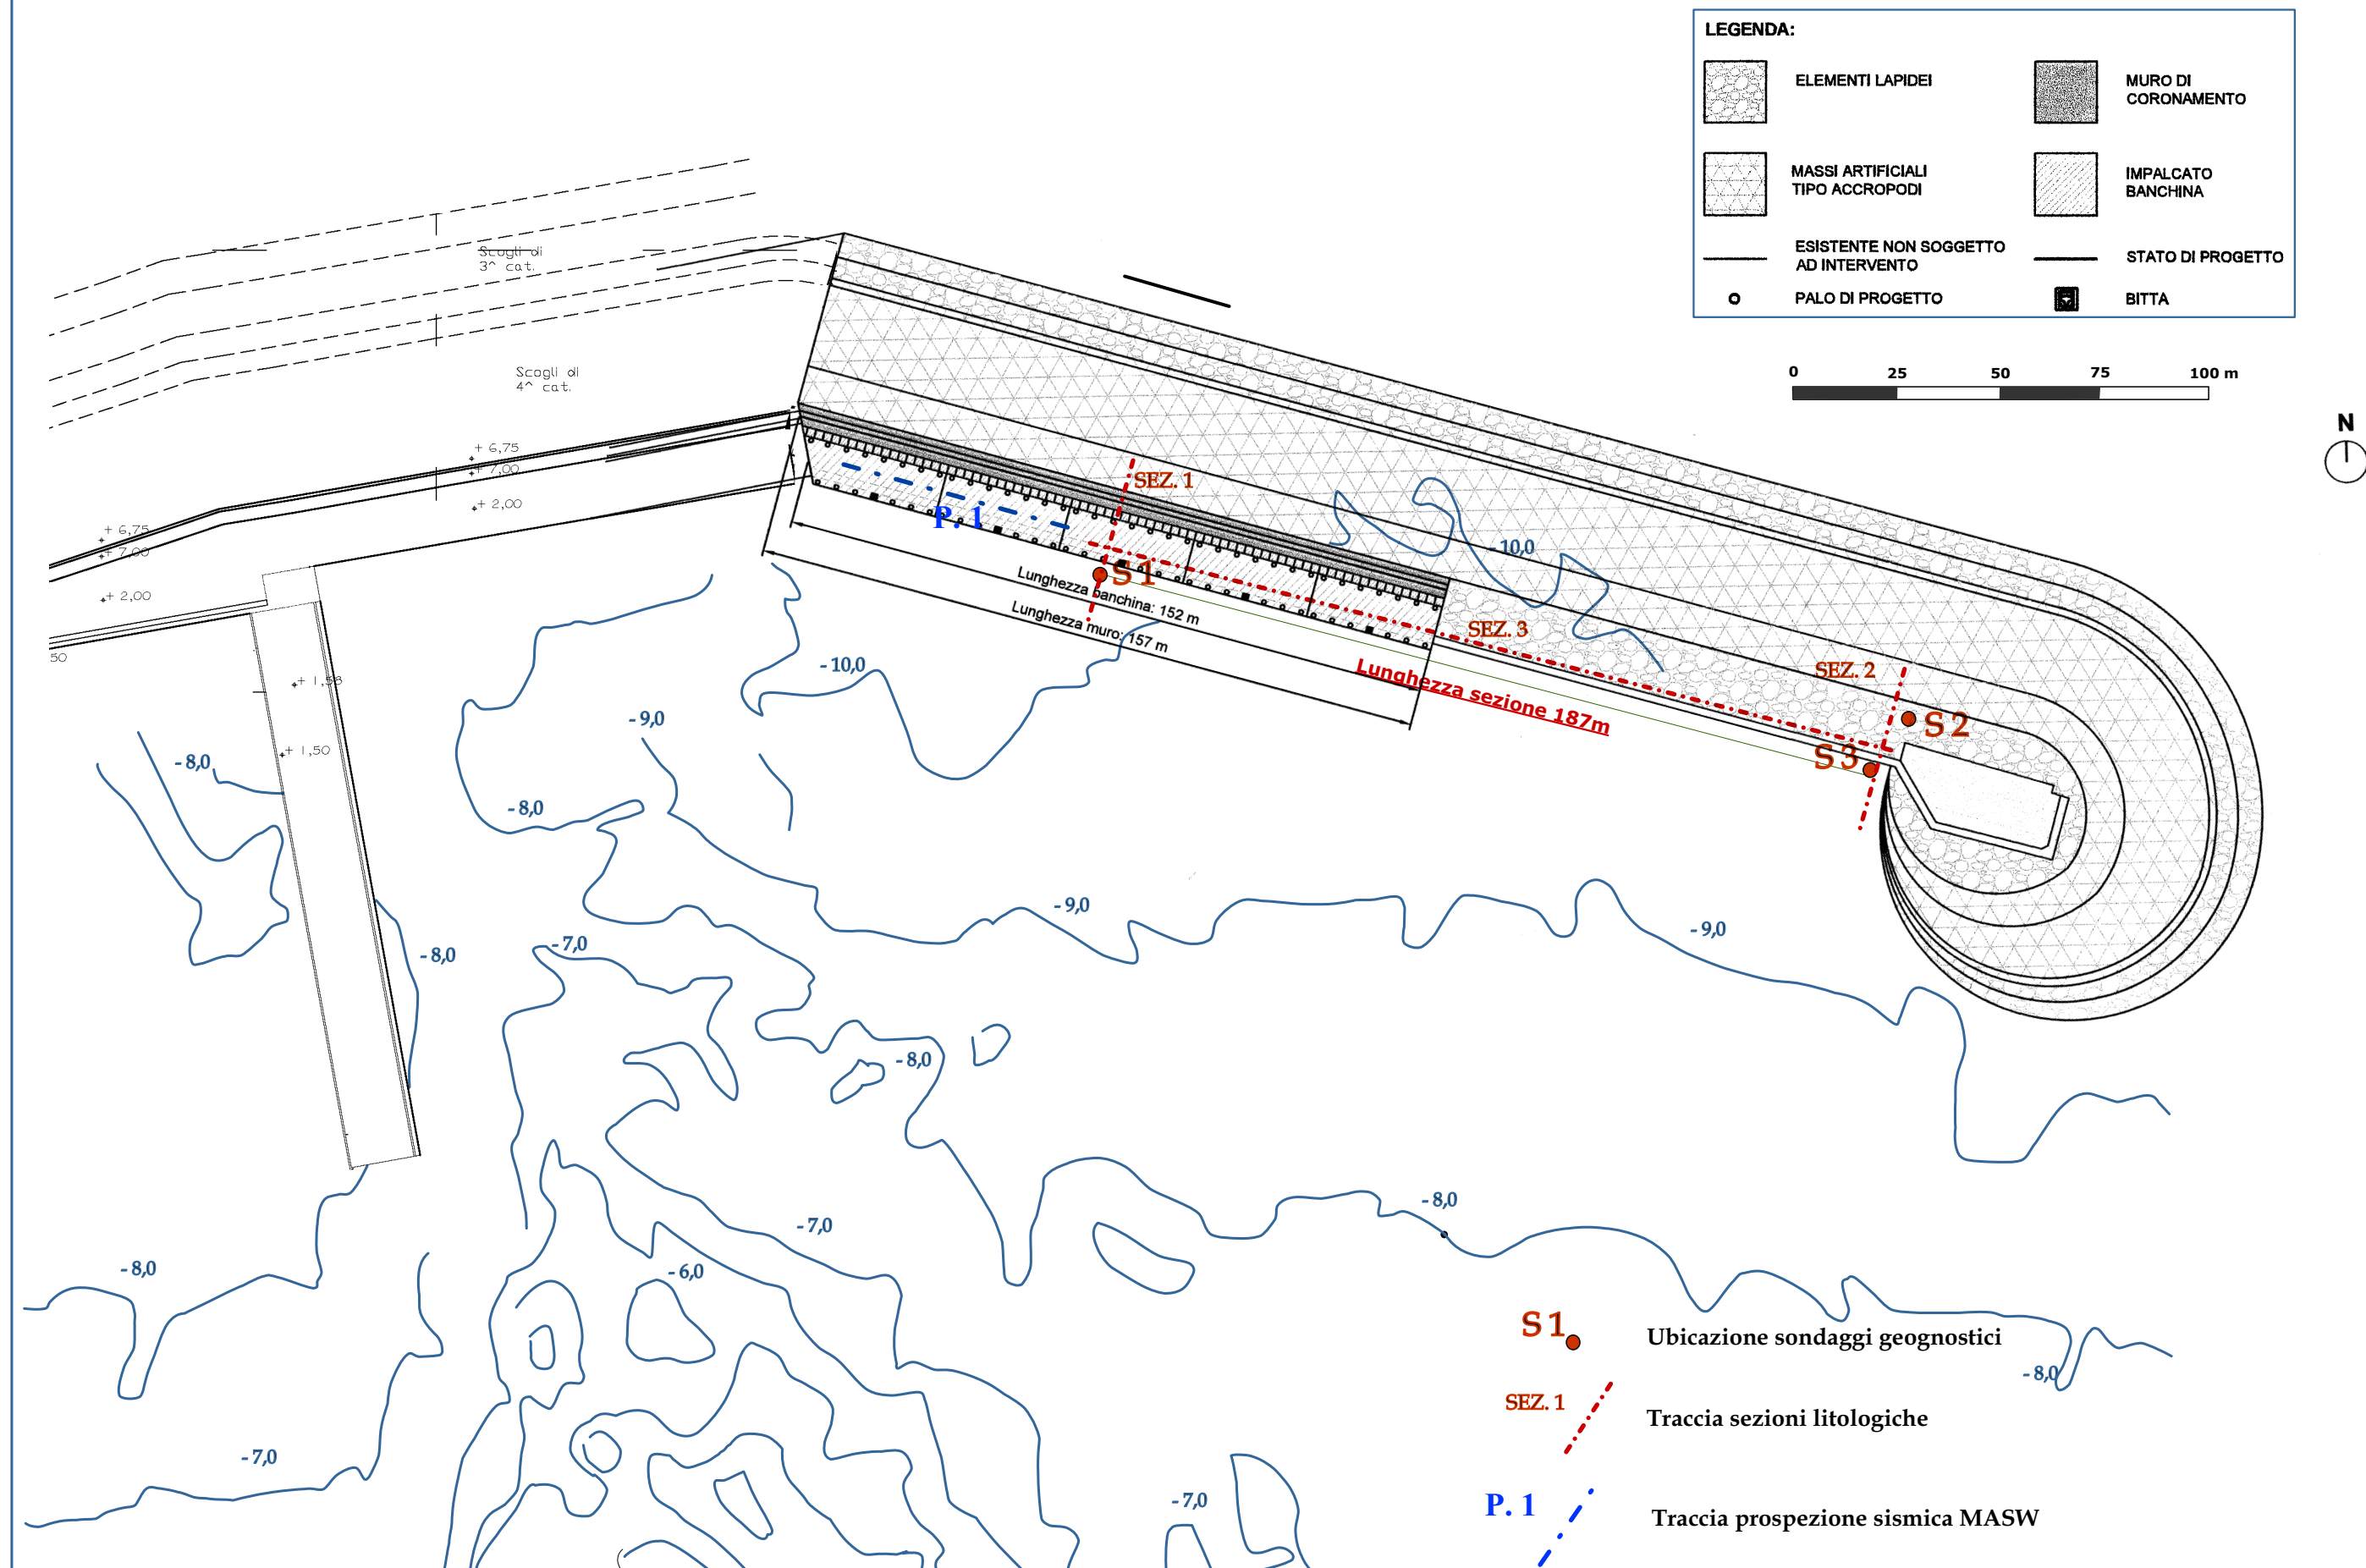 LEGENDA:
ELEMENTI LAPIDEI
MURO DI
CORONAMENTO
MASSI ARTIFICIALI
TIPO ACCROPODI
IMPALCATO
BANCHINA
ESISTENTE NON SOGGETTO
AD INTERVENTO
STATO DI PROGETTO
PALO DI PROGETTO
BITTA
0 25 50 75 100 m
N
Scogli di
3^ cat.
Scogli di
4^ cat.
+ 6,75
+ 7,00
+ 2,00
+ 6,75
+ 7,00
+ 2,00
50
+ 1,58
+ 1,50
SEZ. 1
P. 1
S1
-10,0
Lunghezza banchina: 152 m
Lunghezza muro: 157 m
SEZ. 3
Lunghezza sezione 187m
SEZ. 2
S2
S3
-10,0
-9,0
-8,0
-8,0
-9,0
-9,0
-7,0
-8,0
-8,0
-8,0
-7,0
-8,0
-6,0
-8,0
-7,0
-7,0
S1
Ubicazione sondaggi geognostici
SEZ. 1
Traccia sezioni litologiche
P. 1
Traccia prospezione sismica MASW